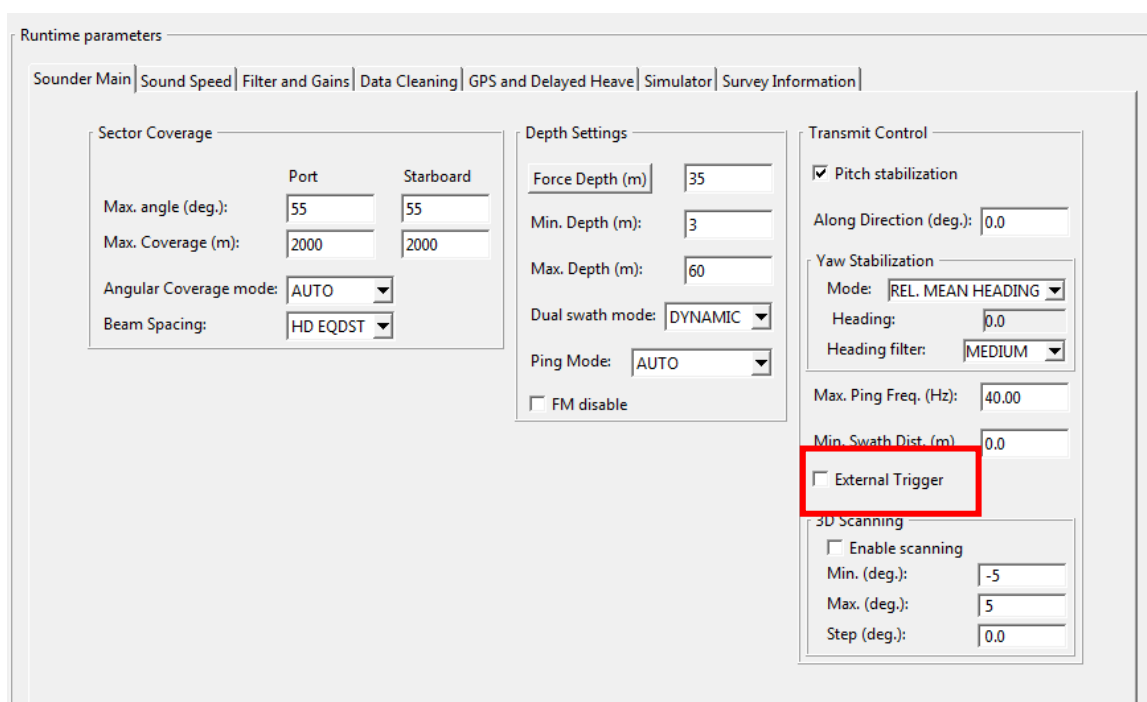 Runtime parameters
Sounder Main Sound Speed Filter and Gains Data Cleaning GPS and Delayed Heave Simulator Survey Information
Sector Coverage
Port Starboard
Max. angle (deg.): 55 55
Max. Coverage (m): 2000 2000
Angular Coverage mode: AUTO
Beam Spacing: HD EQDST
Depth Settings
Force Depth (m) 35
Min. Depth (m): 3
Max. Depth (m): 60
Dual swath mode: DYNAMIC
Ping Mode: AUTO
FM disable
Transmit Control
Pitch stabilization
Along Direction (deg.): 0.0
Yaw Stabilization
Mode: REL. MEAN HEADING
Heading: 0.0
Heading filter: MEDIUM
Max. Ping Freq. (Hz): 40.00
Min. Swath Dist. (m) 0.0
External Trigger
3D Scanning
Enable scanning
Min. (deg.): -5
Max. (deg.): 5
Step (deg.): 0.0